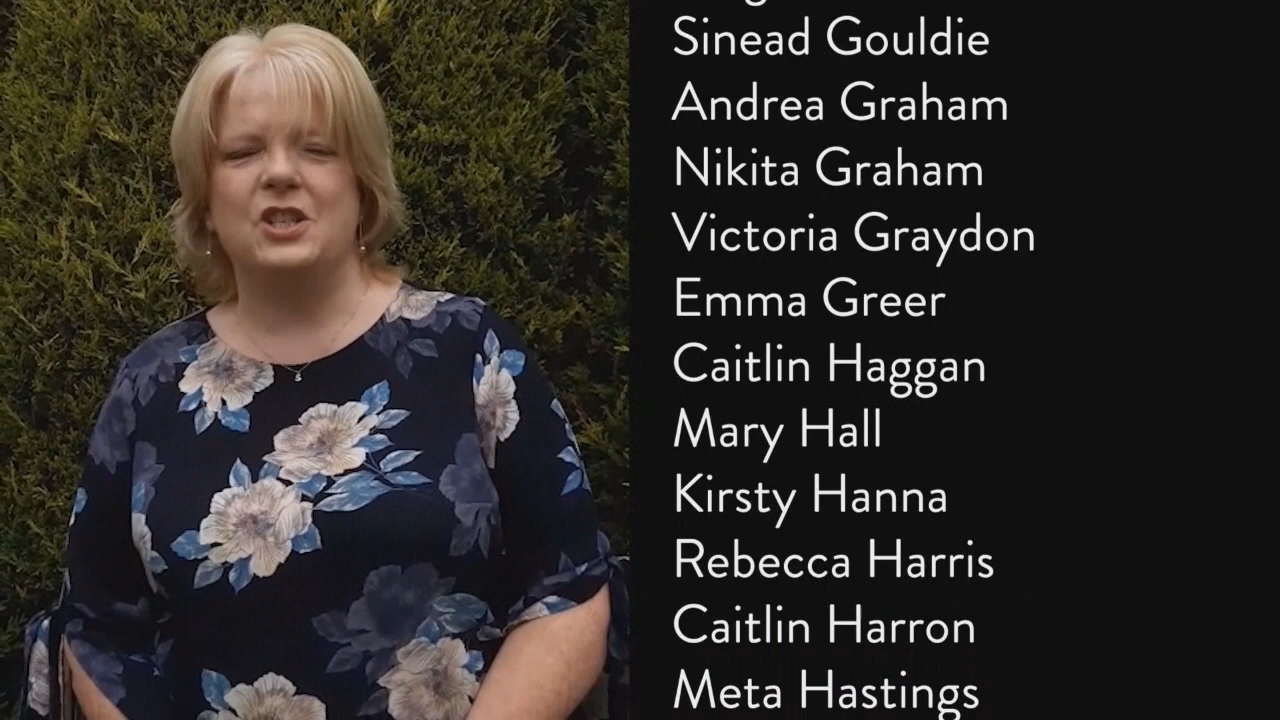 Sinead Gouldie
Andrea Graham
Nikita Graham
Victoria Graydon
Emma Greer
Caitlin Haggan
Mary Hall
Kirsty Hanna
Rebecca Harris
Caitlin Harron
Meta Hastings